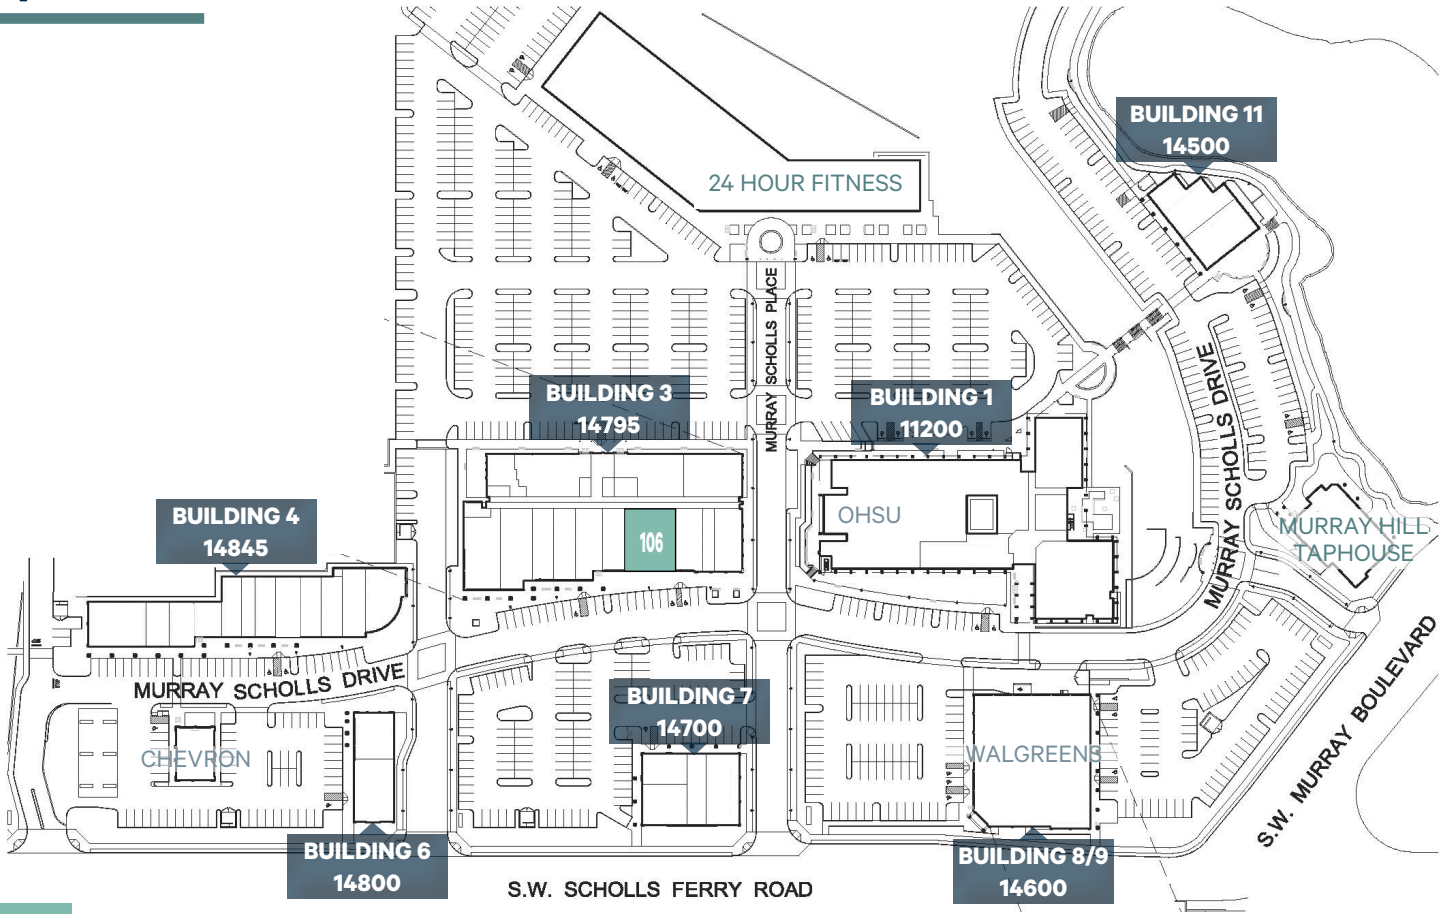 BUILDING 11
14500
24 HOUR FITNESS
MURRAY SCHOLLS PLACE
MURRAY SCHOLLS DRIVE
BUILDING 3
14795
BUILDING 1
11200
BUILDING 4
14845
106
OHSU
MURRAY HILL
TAPHOUSE
MURRAY SCHOLLS DRIVE
BUILDING 7
14700
CHEVRON
WALGREENS
S.W. MURRAY BOULEVARD
BUILDING 6
14800
BUILDING 8/9
14600
S.W. SCHOLLS FERRY ROAD